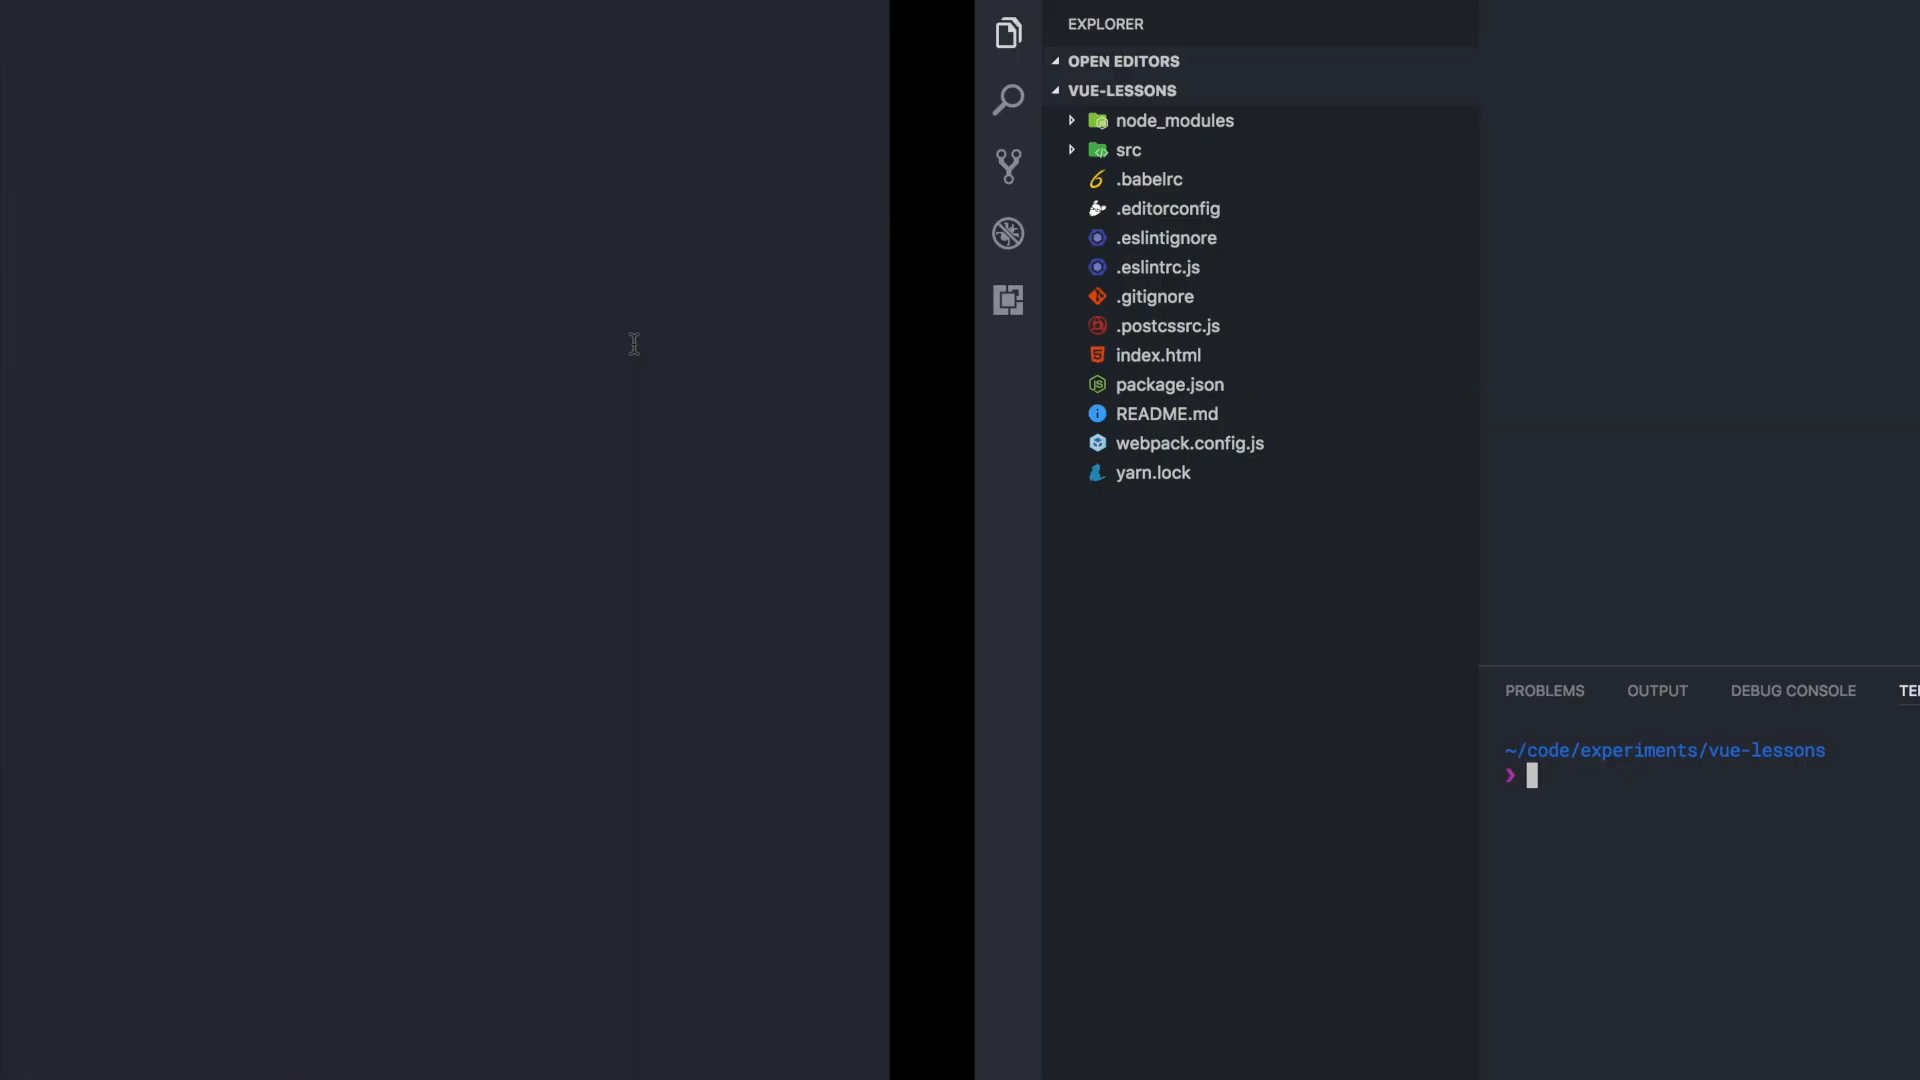 EXPLORER
OPEN EDITORS
VUE-LESSONS
node_modules
src
.babelrc
.editorconfig
.eslintignore
.eslintrc.js
.gitignore
.postcssrc.js
index.html
package.json
README.md
webpack.config.js
yarn.lock
PROBLEMS OUTPUT DEBUG CONSOLE TE
~/code/experiments/vue-lessons
❯